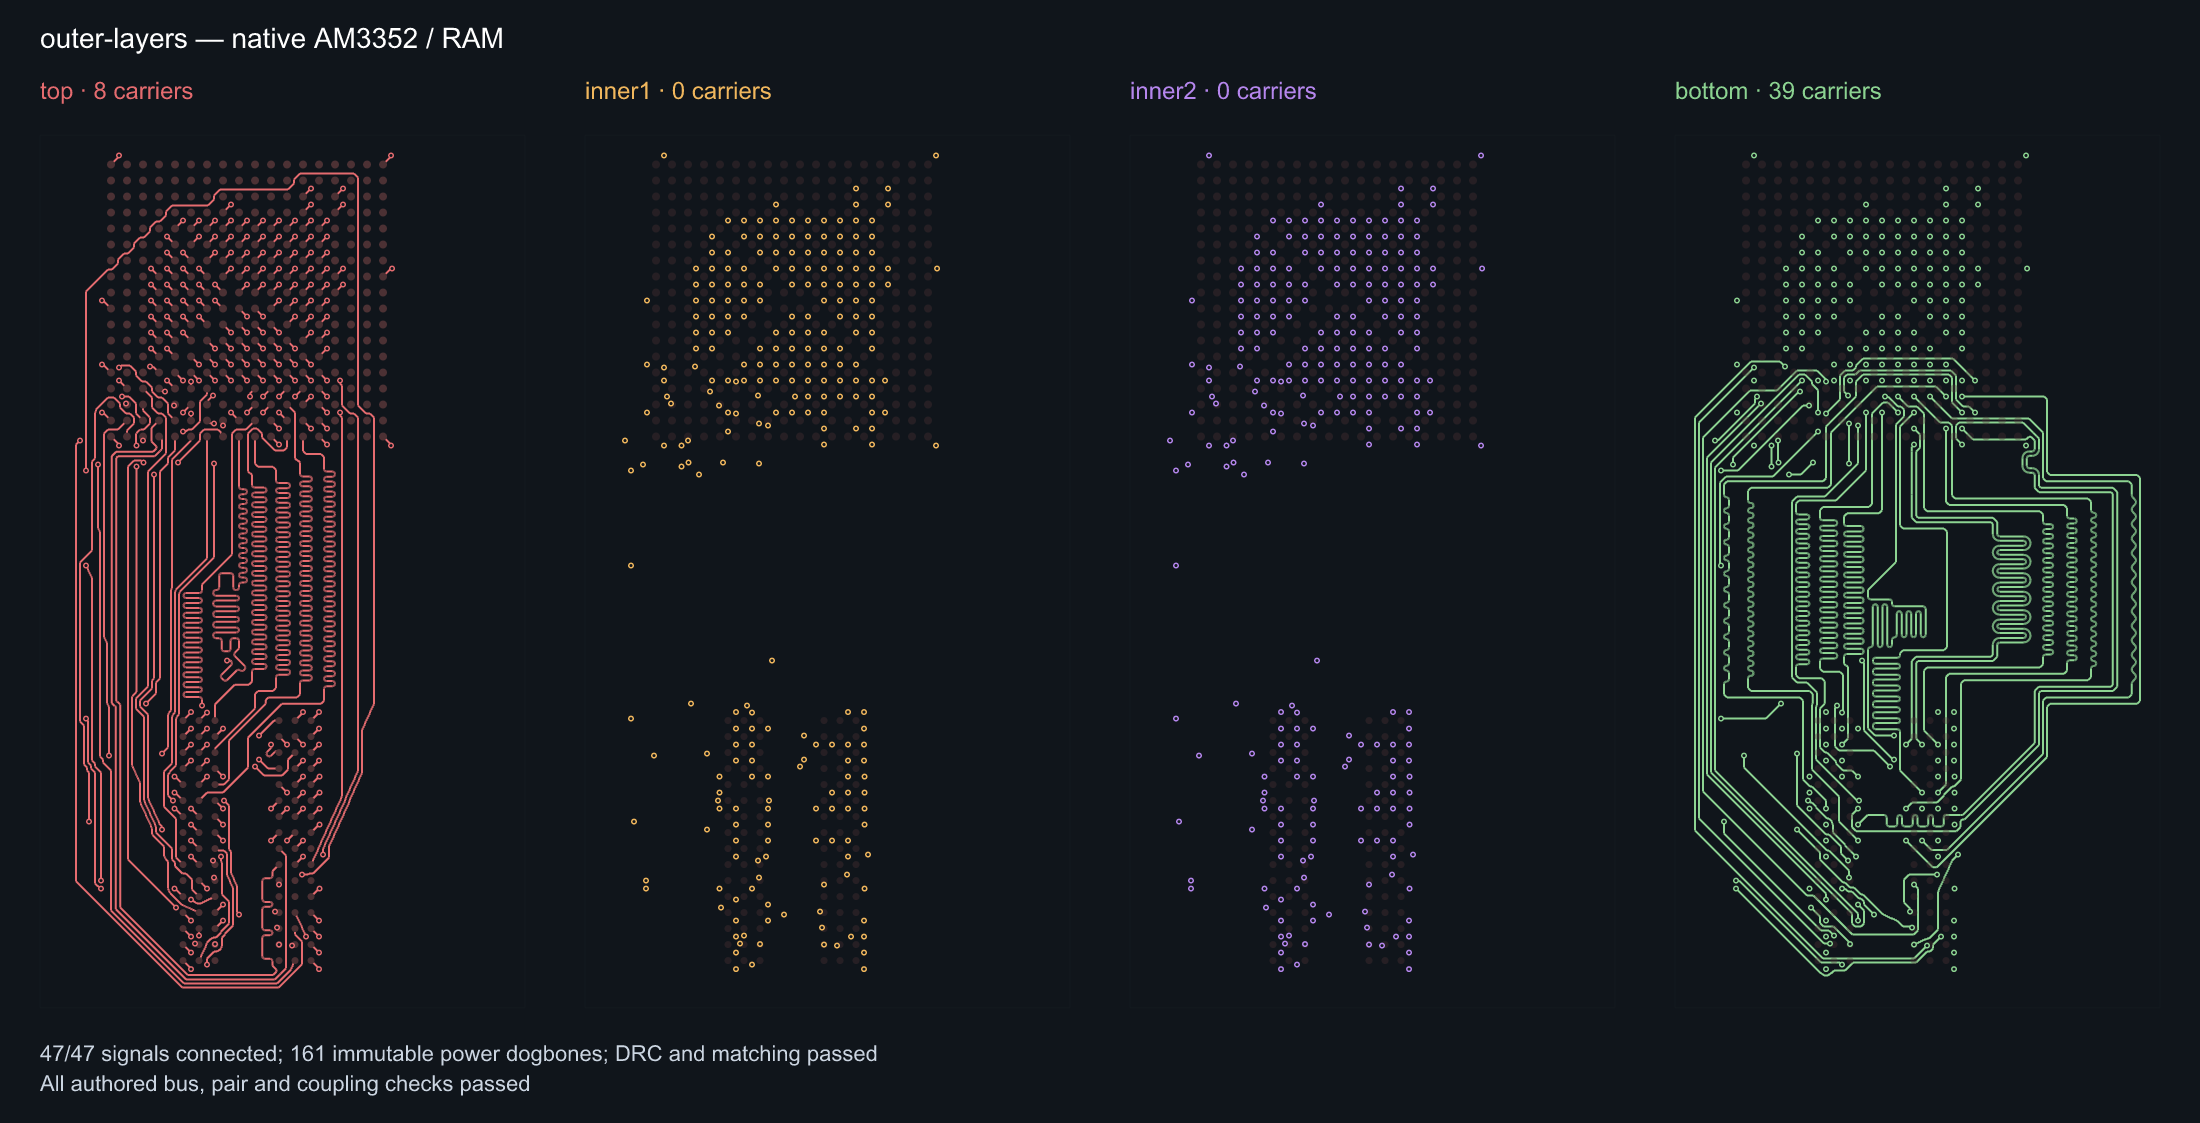 outer-layers — native AM3352 / RAM
top · 8 carriers
inner1 · 0 carriers
inner2 · 0 carriers
bottom · 39 carriers
47/47 signals connected; 161 immutable power dogbones; DRC and matching passed
All authored bus, pair and coupling checks passed